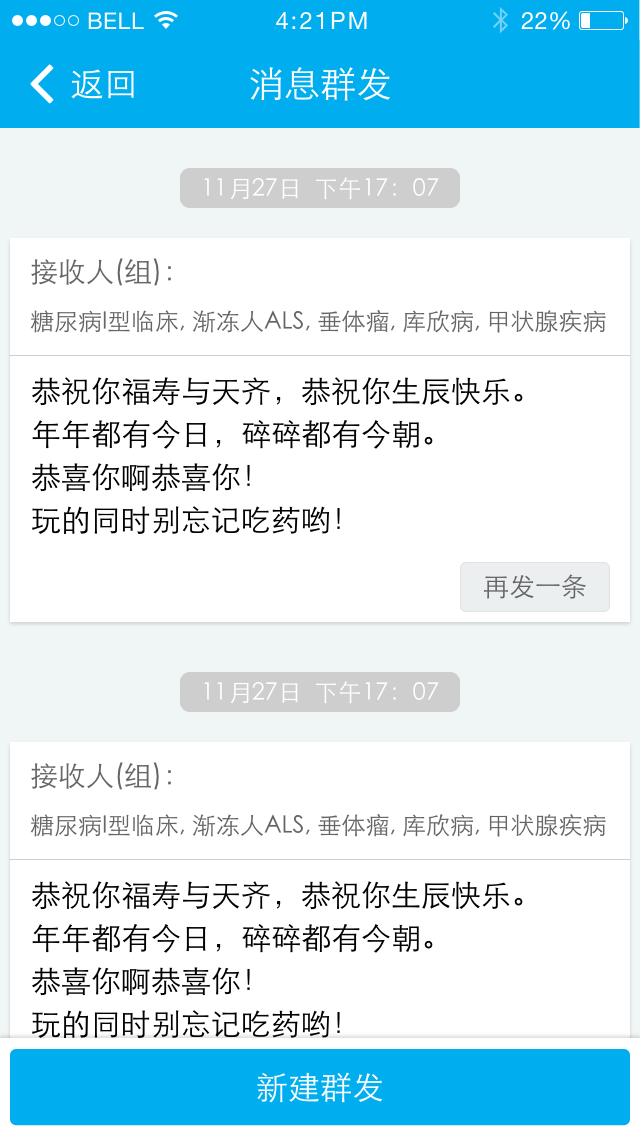 BELL 4:21PM 22%
返回 消息群发
11月27日 下午17：07
接收人(组)：
糖尿病I型临床, 渐冻人ALS, 垂体瘤, 库欣病, 甲状腺疾病
恭祝你福寿与天齐，恭祝你生辰快乐。
年年都有今日，碎碎都有今朝。
恭喜你啊恭喜你！
玩的同时别忘记吃药哟！
再发一条
11月27日 下午17：07
接收人(组)：
糖尿病I型临床, 渐冻人ALS, 垂体瘤, 库欣病, 甲状腺疾病
恭祝你福寿与天齐，恭祝你生辰快乐。
年年都有今日，碎碎都有今朝。
恭喜你啊恭喜你！
玩的同时别忘记吃药哟！
新建群发